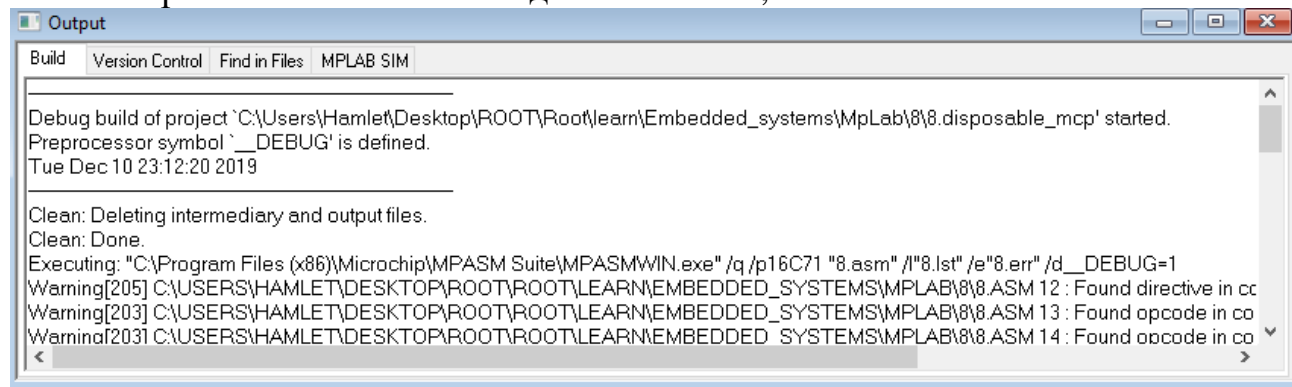 Output
Build Version Control Find in Files MPLAB SIM
Debug build of project `C:\Users\Hamlet\Desktop\ROOT\Root\learn\Embedded_systems\MpLab\8\8.disposable_mcp' started.
Preprocessor symbol `__DEBUG' is defined.
Tue Dec 10 23:12:20 2019
Clean: Deleting intermediary and output files.
Clean: Done.
Executing: "C:\Program Files (x86)\Microchip\MPASM Suite\MPASMWIN.exe" /q /p16C71 "8.asm" /l"8.lst" /e"8.err" /d__DEBUG=1
Warning[205] C:\USERS\HAMLET\DESKTOP\ROOT\ROOT\LEARN\EMBEDDED_SYSTEMS\MPLAB\8\8.ASM 12 : Found directive in cc
Warning[203] C:\USERS\HAMLET\DESKTOP\ROOT\ROOT\LEARN\EMBEDDED_SYSTEMS\MPLAB\8\8.ASM 13 : Found opcode in co
Warning[203] C:\USERS\HAMLET\DESKTOP\ROOT\ROOT\LEARN\EMBEDDED_SYSTEMS\MPLAB\8\8.ASM 14 : Found opcode in co